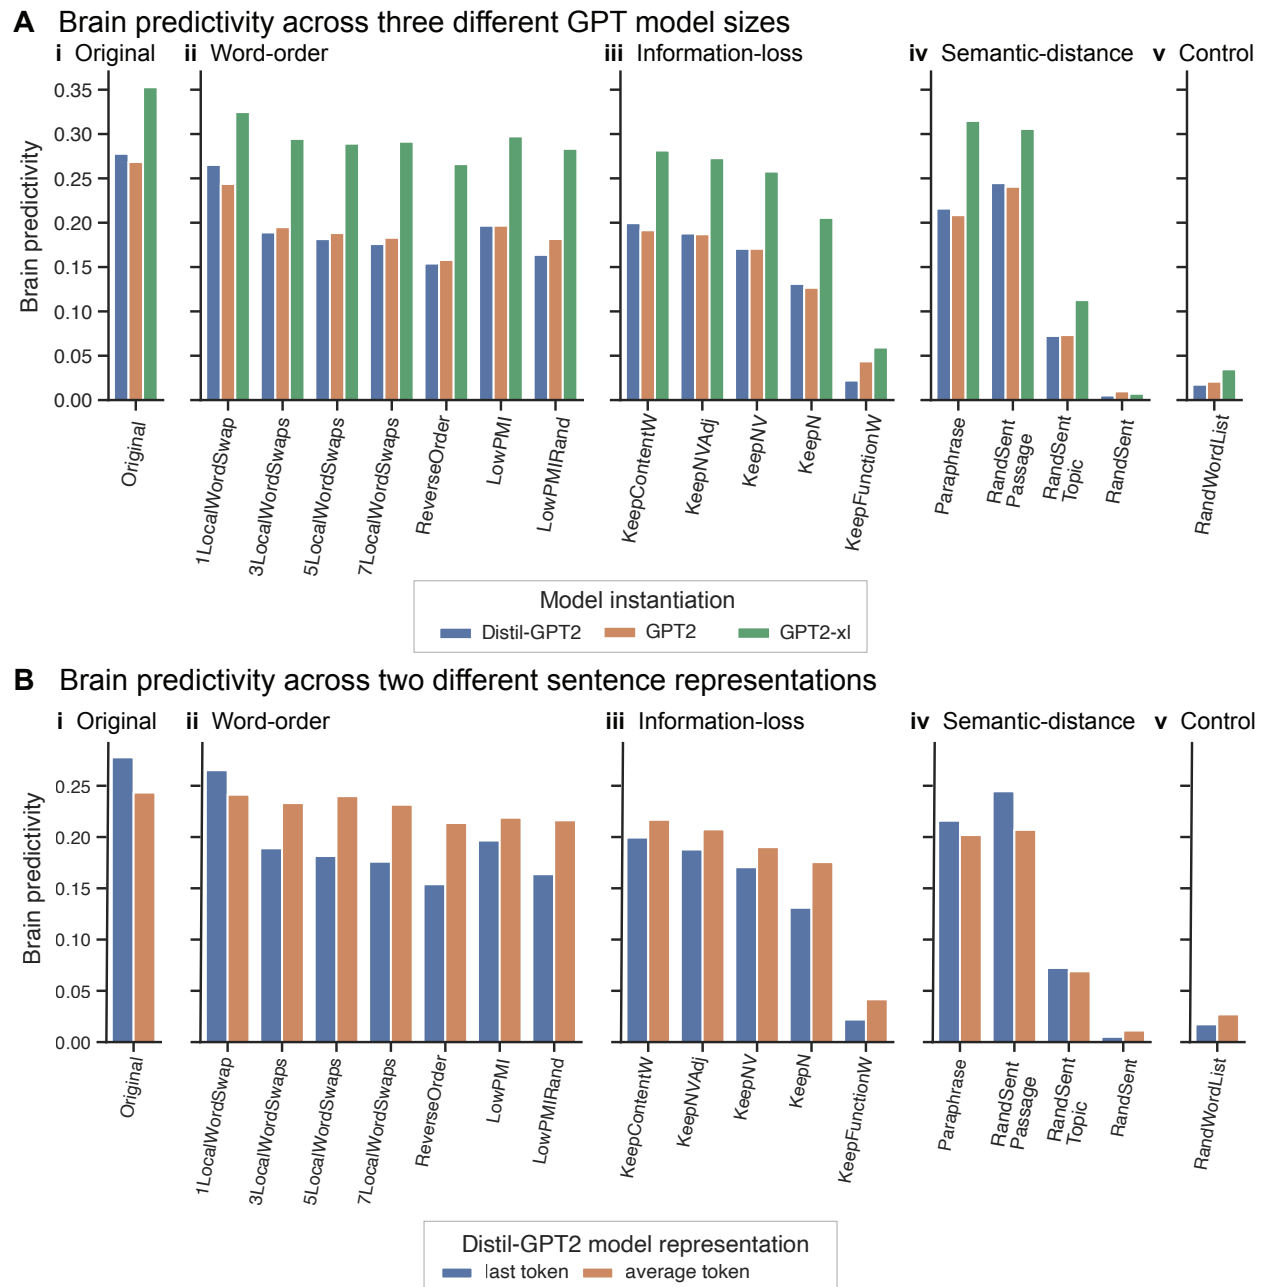 A Brain predictivity across three different GPT model sizes
i Original ii Word-order iii Information-loss iv Semantic-distance v Control
Brain predictivity
0.35
0.30
0.25
0.20
0.15
0.10
0.05
0.00
Original
1LocalWordSwap
3LocalWordSwaps
5LocalWordSwaps
7LocalWordSwaps
ReverseOrder
LowPMI
LowPMIRand
KeepContentW
KeepNVAdj
KeepNV
KeepN
KeepFunctionW
Paraphrase
RandSent
Passage
RandSent
Topic
RandSent
RandWordList
Model instantiation
Distil-GPT2 GPT2 GPT2-xl
B Brain predictivity across two different sentence representations
i Original ii Word-order iii Information-loss iv Semantic-distance v Control
Brain predictivity
0.25
0.20
0.15
0.10
0.05
0.00
Original
1LocalWordSwap
3LocalWordSwaps
5LocalWordSwaps
7LocalWordSwaps
ReverseOrder
LowPMI
LowPMIRand
KeepContentW
KeepNVAdj
KeepNV
KeepN
KeepFunctionW
Paraphrase
RandSent
Passage
RandSent
Topic
RandSent
RandWordList
Distil-GPT2 model representation
last token average token